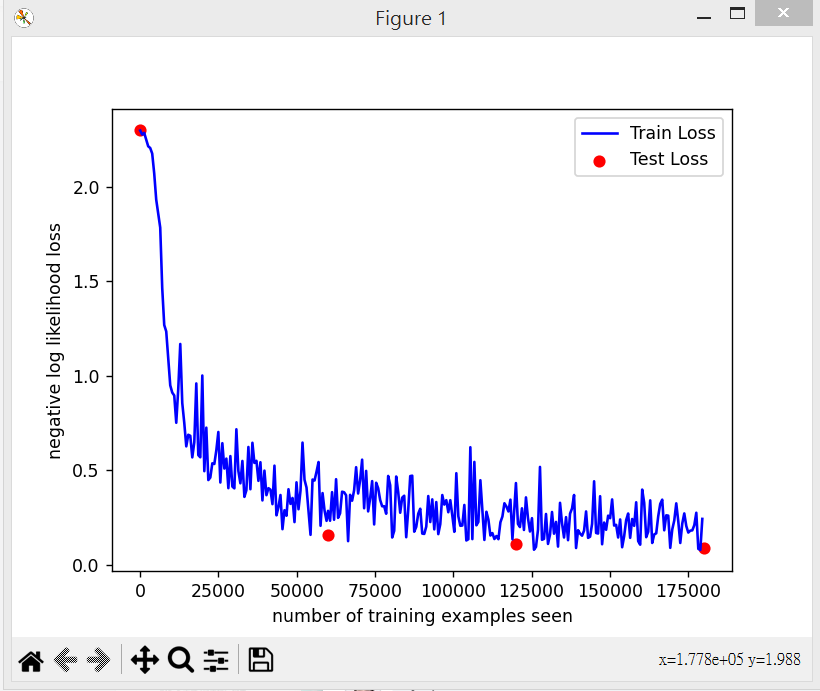 Figure 1
Train Loss
Test Loss
negative log likelihood loss
2.0
1.5
1.0
0.5
0.0
0 25000 50000 75000 100000 125000 150000 175000
number of training examples seen
x=1.778e+05 y=1.988